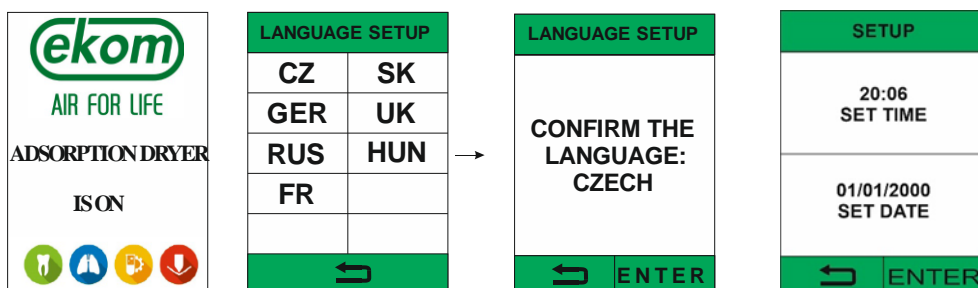 ekom
AIR FOR LIFE
ADSORPTION DRYER
IS ON
LANGUAGE SETUP
CZ SK
GER UK
RUS HUN
FR
LANGUAGE SETUP
CONFIRM THE
LANGUAGE:
CZECH
ENTER
SETUP
20:06
SET TIME
01/01/2000
SET DATE
ENTER